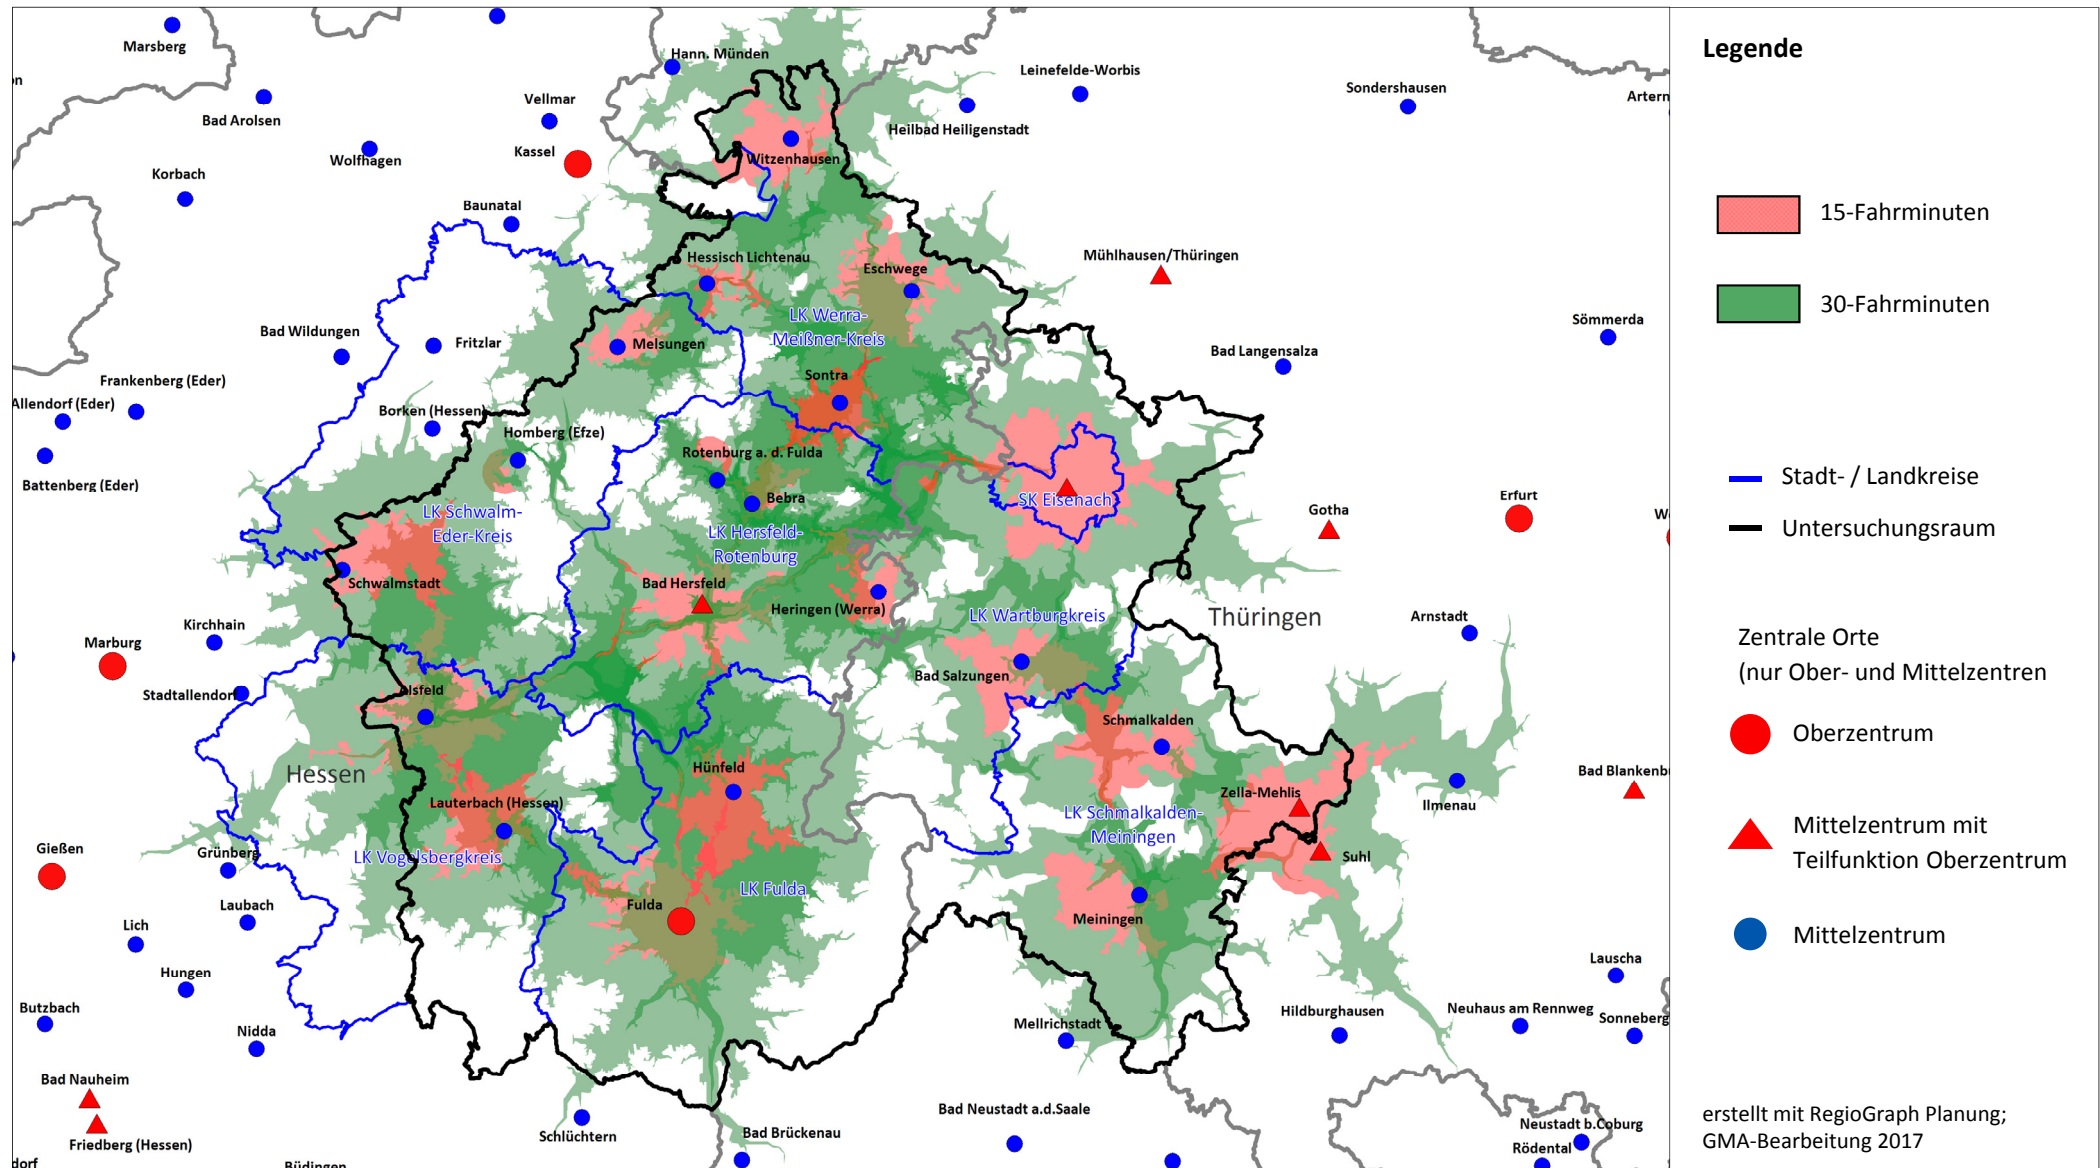 Marsberg
Hann. Münden
Leinefelde-Worbis
Sondershausen
Artern
Bad Arolsen
Vellmar
Heilbad Heiligenstadt
Wolfhagen
Kassel
Witzenhausen
Korbach
Baunatal
Hessisch Lichtenau
Eschwege
Mühlhausen/Thüringen
LK Werra-
Meißner-Kreis
Sömmerda
Bad Wildungen
Fritzlar
Melsungen
Bad Langensalza
Frankenberg (Eder)
Sontra
Allendorf (Eder)
Borken (Hessen)
Homberg (Efze)
Rotenburg a. d. Fulda
Battenberg (Eder)
Bebra
SK Eisenach
Erfurt
Gotha
LK Schwalm-
Eder-Kreis
LK Hersfeld-
Rotenburg
Schwalmstadt
Bad Hersfeld
Heringen (Werra)
LK Wartburgkreis
Thüringen
Arnstadt
Kirchhain
Marburg
Stadtallendorf
Alsfeld
Bad Salzungen
Schmalkalden
Hessen
Hünfeld
Bad Blankenbu
Zella-Mehlis
Ilmenau
Lauterbach (Hessen)
LK Schmalkalden-
Meiningen
Gießen
Grünberg
LK Vogelsbergkreis
Suhl
LK Fulda
Laubach
Fulda
Meiningen
Lich
Hungen
Lauscha
Butzbach
Nidda
Mellrichstadt
Hildburghausen
Neuhaus am Rennweg
Sonneberg
Bad Nauheim
Friedberg (Hessen)
Schlüchtern
Bad Brückenau
Bad Neustadt a.d.Saale
Neustadt b.Coburg
Rödental
dorf
Büdingen
Legende
15-Fahrminuten
30-Fahrminuten
Stadt- / Landkreise
Untersuchungsraum
Zentrale Orte
(nur Ober- und Mittelzentren
Oberzentrum
Mittelzentrum mit
Teilfunktion Oberzentrum
Mittelzentrum
erstellt mit RegioGraph Planung;
GMA-Bearbeitung 2017